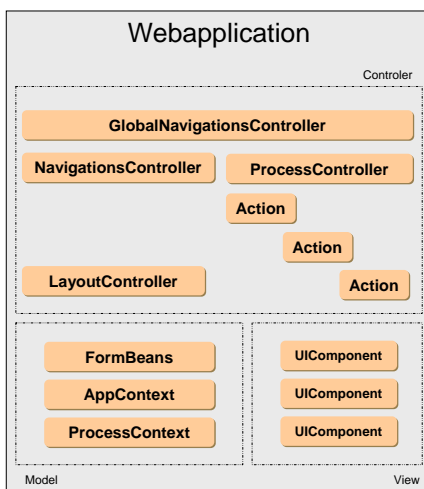 Webapplication
Controler
GlobalNavigationsController
NavigationsController
ProcessController
Action
Action
LayoutController
Action
FormBeans
UIComponent
AppContext
UIComponent
ProcessContext
UIComponent
Model
View